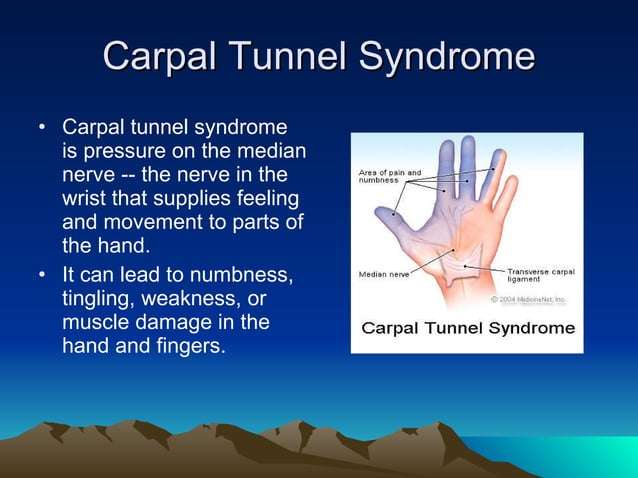 Carpal Tunnel Syndrome
• Carpal tunnel syndrome
is pressure on the median
nerve -- the nerve in the
wrist that supplies feeling
and movement to parts of
the hand.
• It can lead to numbness,
tingling, weakness, or
muscle damage in the
hand and fingers.
Area of pain and
numbness
Median nerve
Transverse carpal
ligament
© 2004 MedicineNet, Inc.
Carpal Tunnel Syndrome